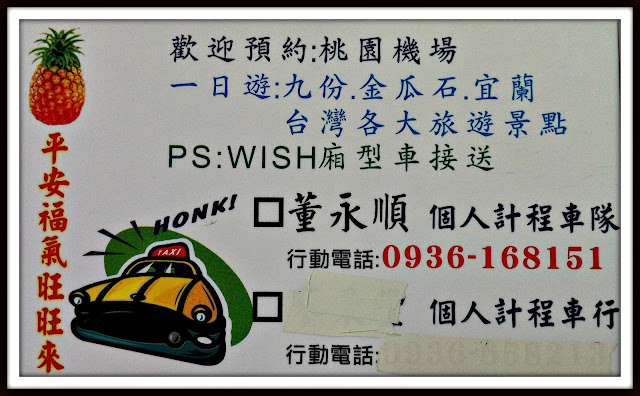 歡迎預約:桃園機場
一日遊:九份.金瓜石.宜蘭
台灣各大旅遊景點
PS:WISH廂型車接送
平安福氣旺旺來
HONK!
TAXI
董永順 個人計程車隊
行動電話:0936-168151
個人計程車行
行動電話: